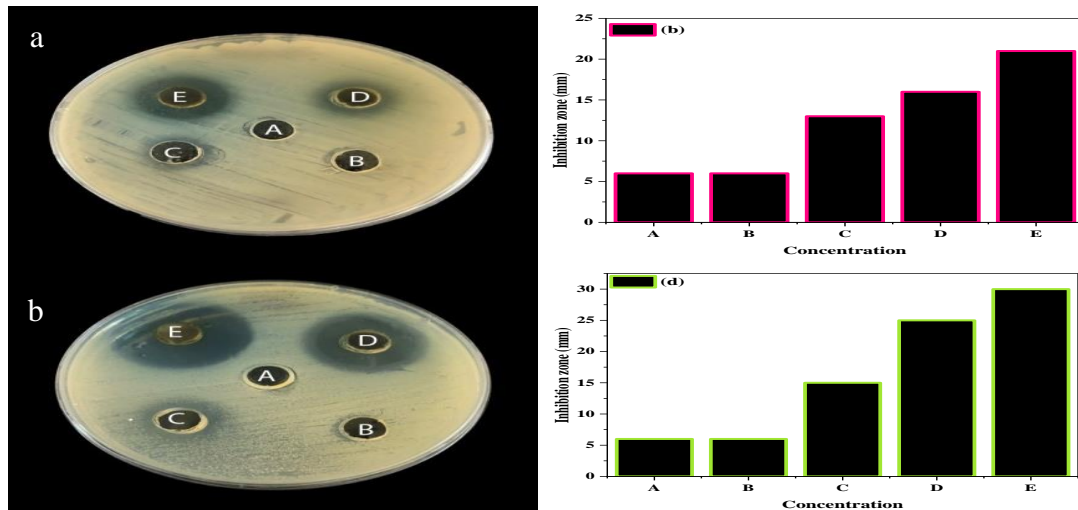 a
E
D
A
C
B
b
E
D
A
C
B
(b)
Inhibition zone (mm)
25
20
15
10
5
0
A B C D E
Concentration
(d)
Inhibition zone (mm)
30
25
20
15
10
5
0
A B C D E
Concentration